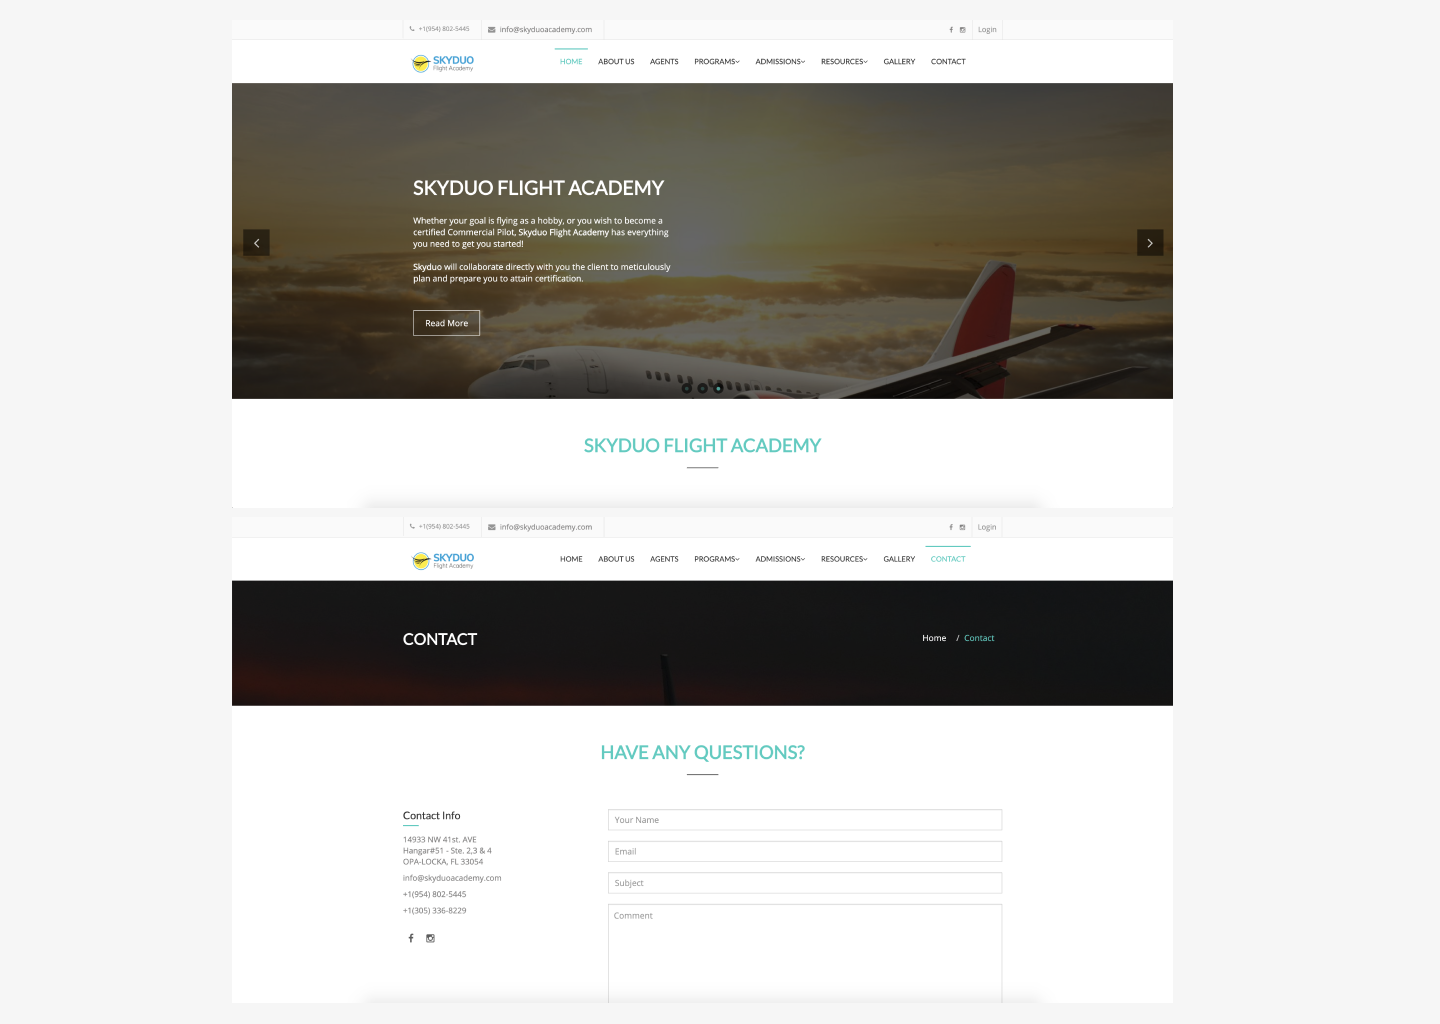 +1(954) 802-5445 info@skyduoacademy.com Login
SKYDUO
Flight Academy
HOME ABOUT US AGENTS PROGRAMS ADMISSIONS RESOURCES GALLERY CONTACT
SKYDUO FLIGHT ACADEMY
Whether your goal is flying as a hobby, or you wish to become a
certified Commercial Pilot, Skyduo Flight Academy has everything
you need to get you started!
Skyduo will collaborate directly with you the client to meticulously
plan and prepare you to attain certification.
Read More
SKYDUO FLIGHT ACADEMY
+1(954) 802-5445 info@skyduoacademy.com Login
SKYDUO
Flight Academy
HOME ABOUT US AGENTS PROGRAMS ADMISSIONS RESOURCES GALLERY CONTACT
CONTACT
Home / Contact
HAVE ANY QUESTIONS?
Contact Info
14933 NW 41st. AVE
Hangar#51 - Ste. 2,3 & 4
OPA-LOCKA, FL 33054
info@skyduoacademy.com
+1(954) 802-5445
+1(305) 336-8229
Your Name
Email
Subject
Comment